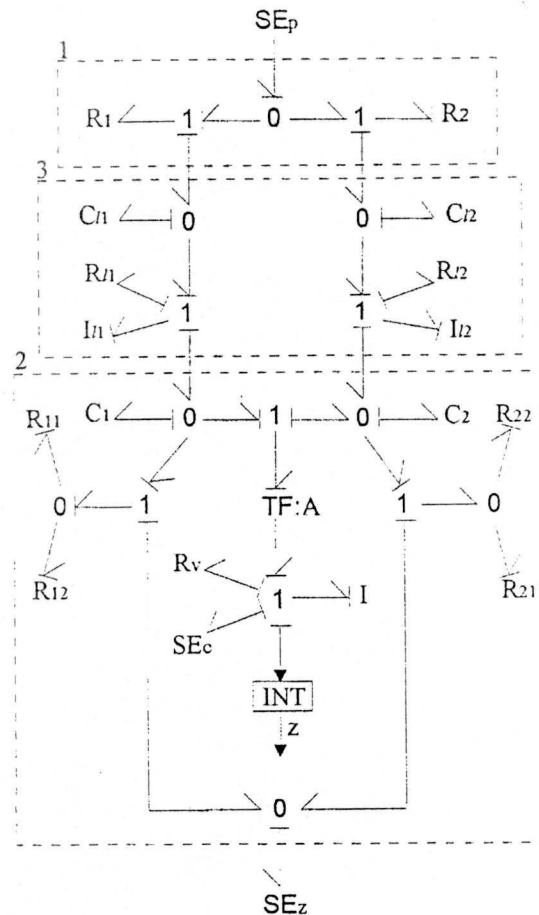 SEp
1
R1 1 0 1 R2
3
Cl1 0 0 Cl2
Rl1 Rl2
1 1
Il1 Il2
2
R11 C1 0 1 0 C2 R22
0 1 TF:A 1 0
R12 Rv 1 I R21
SEc
INT
z
0
SEz